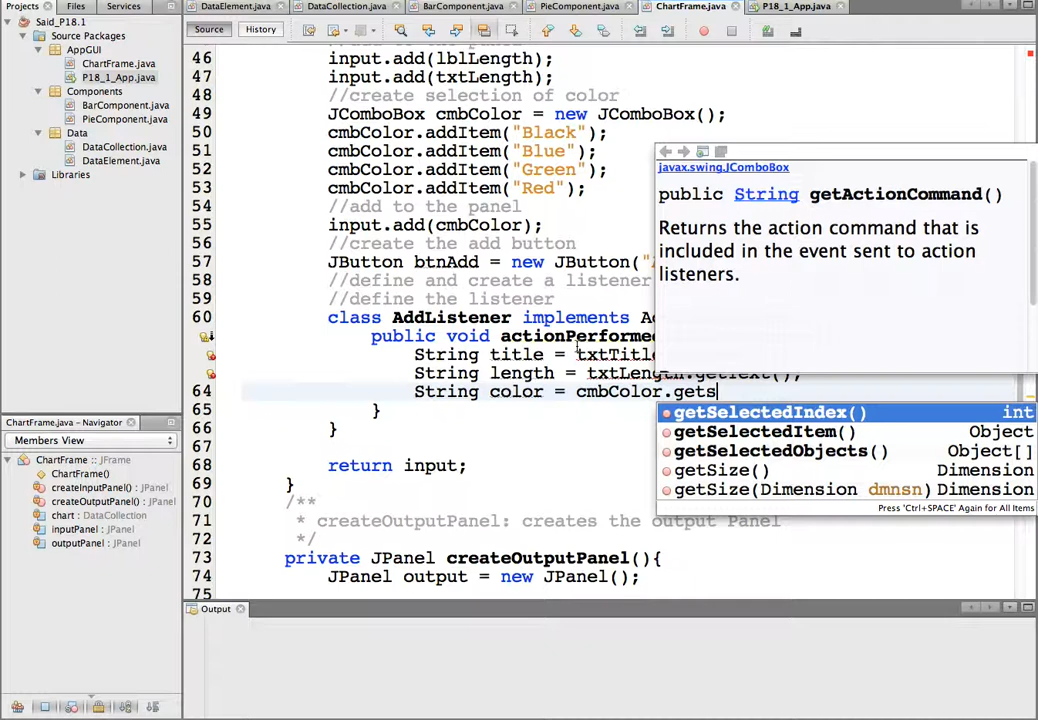 Projects × Files Services
DataElement.java DataCollection.java BarComponent.java PieComponent.java ChartFrame.java P18_1_App.java
Said_P18.1
Source Packages
AppGUI
ChartFrame.java
P18_1_App.java
Components
BarComponent.java
PieComponent.java
Data
DataCollection.java
DataElement.java
Libraries
Source History
46
47 input.add(lblLength);
input.add(txtLength);
48 //create selection of color
49 JComboBox cmbColor = new JComboBox();
50 cmbColor.addItem("Black");
51 cmbColor.addItem("Blue");
52 cmbColor.addItem("Green");
53 cmbColor.addItem("Red");
54 //add to the panel
55 input.add(cmbColor);
56 //create the add button
57 JButton btnAdd = new JButton("
58 //define and create a listener
59 //define the listener
60 class AddListener implements A
public void actionPerformed
String title = txtTitle
String length = txtLength.getText();
64 String color = cmbColor.gets
65 }
66 }
68 return input;
69 }
70 /**
71 * createOutputPanel: creates the output Panel
72 */
73 private JPanel createOutputPanel(){
74 JPanel output = new JPanel();
75
javax.swing.JComboBox
public String getActionCommand()
Returns the action command that is
included in the event sent to action
listeners.
getSelectedIndex() int
getSelectedItem() Object
getSelectedObjects() Object[]
getSize() Dimension
getSize(Dimension dmnsn) Dimension
Press 'Ctrl+SPACE' Again for All Items
ChartFrame.java – Navigator
Members View
ChartFrame :: JFrame
ChartFrame()
createInputPanel() : JPanel
createOutputPanel() : JPanel
chart : DataCollection
inputPanel : JPanel
outputPanel : JPanel
Output